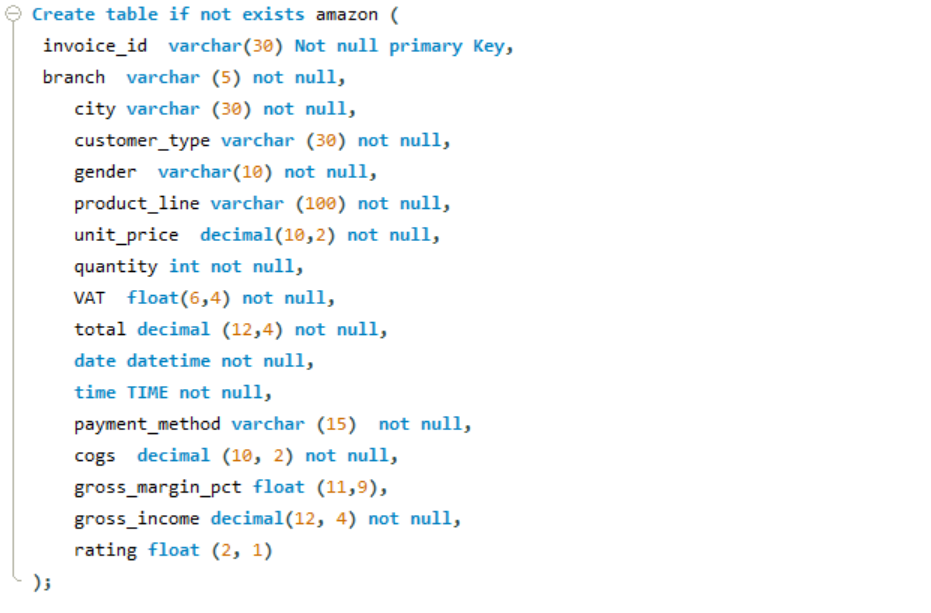 Create table if not exists amazon (
invoice_id varchar(30) Not null primary Key,
branch varchar (5) not null,
city varchar (30) not null,
customer_type varchar (30) not null,
gender varchar(10) not null,
product_line varchar (100) not null,
unit_price decimal(10,2) not null,
quantity int not null,
VAT float(6,4) not null,
total decimal (12,4) not null,
date datetime not null,
time TIME not null,
payment_method varchar (15) not null,
cogs decimal (10, 2) not null,
gross_margin_pct float (11,9),
gross_income decimal(12, 4) not null,
rating float (2, 1)
);